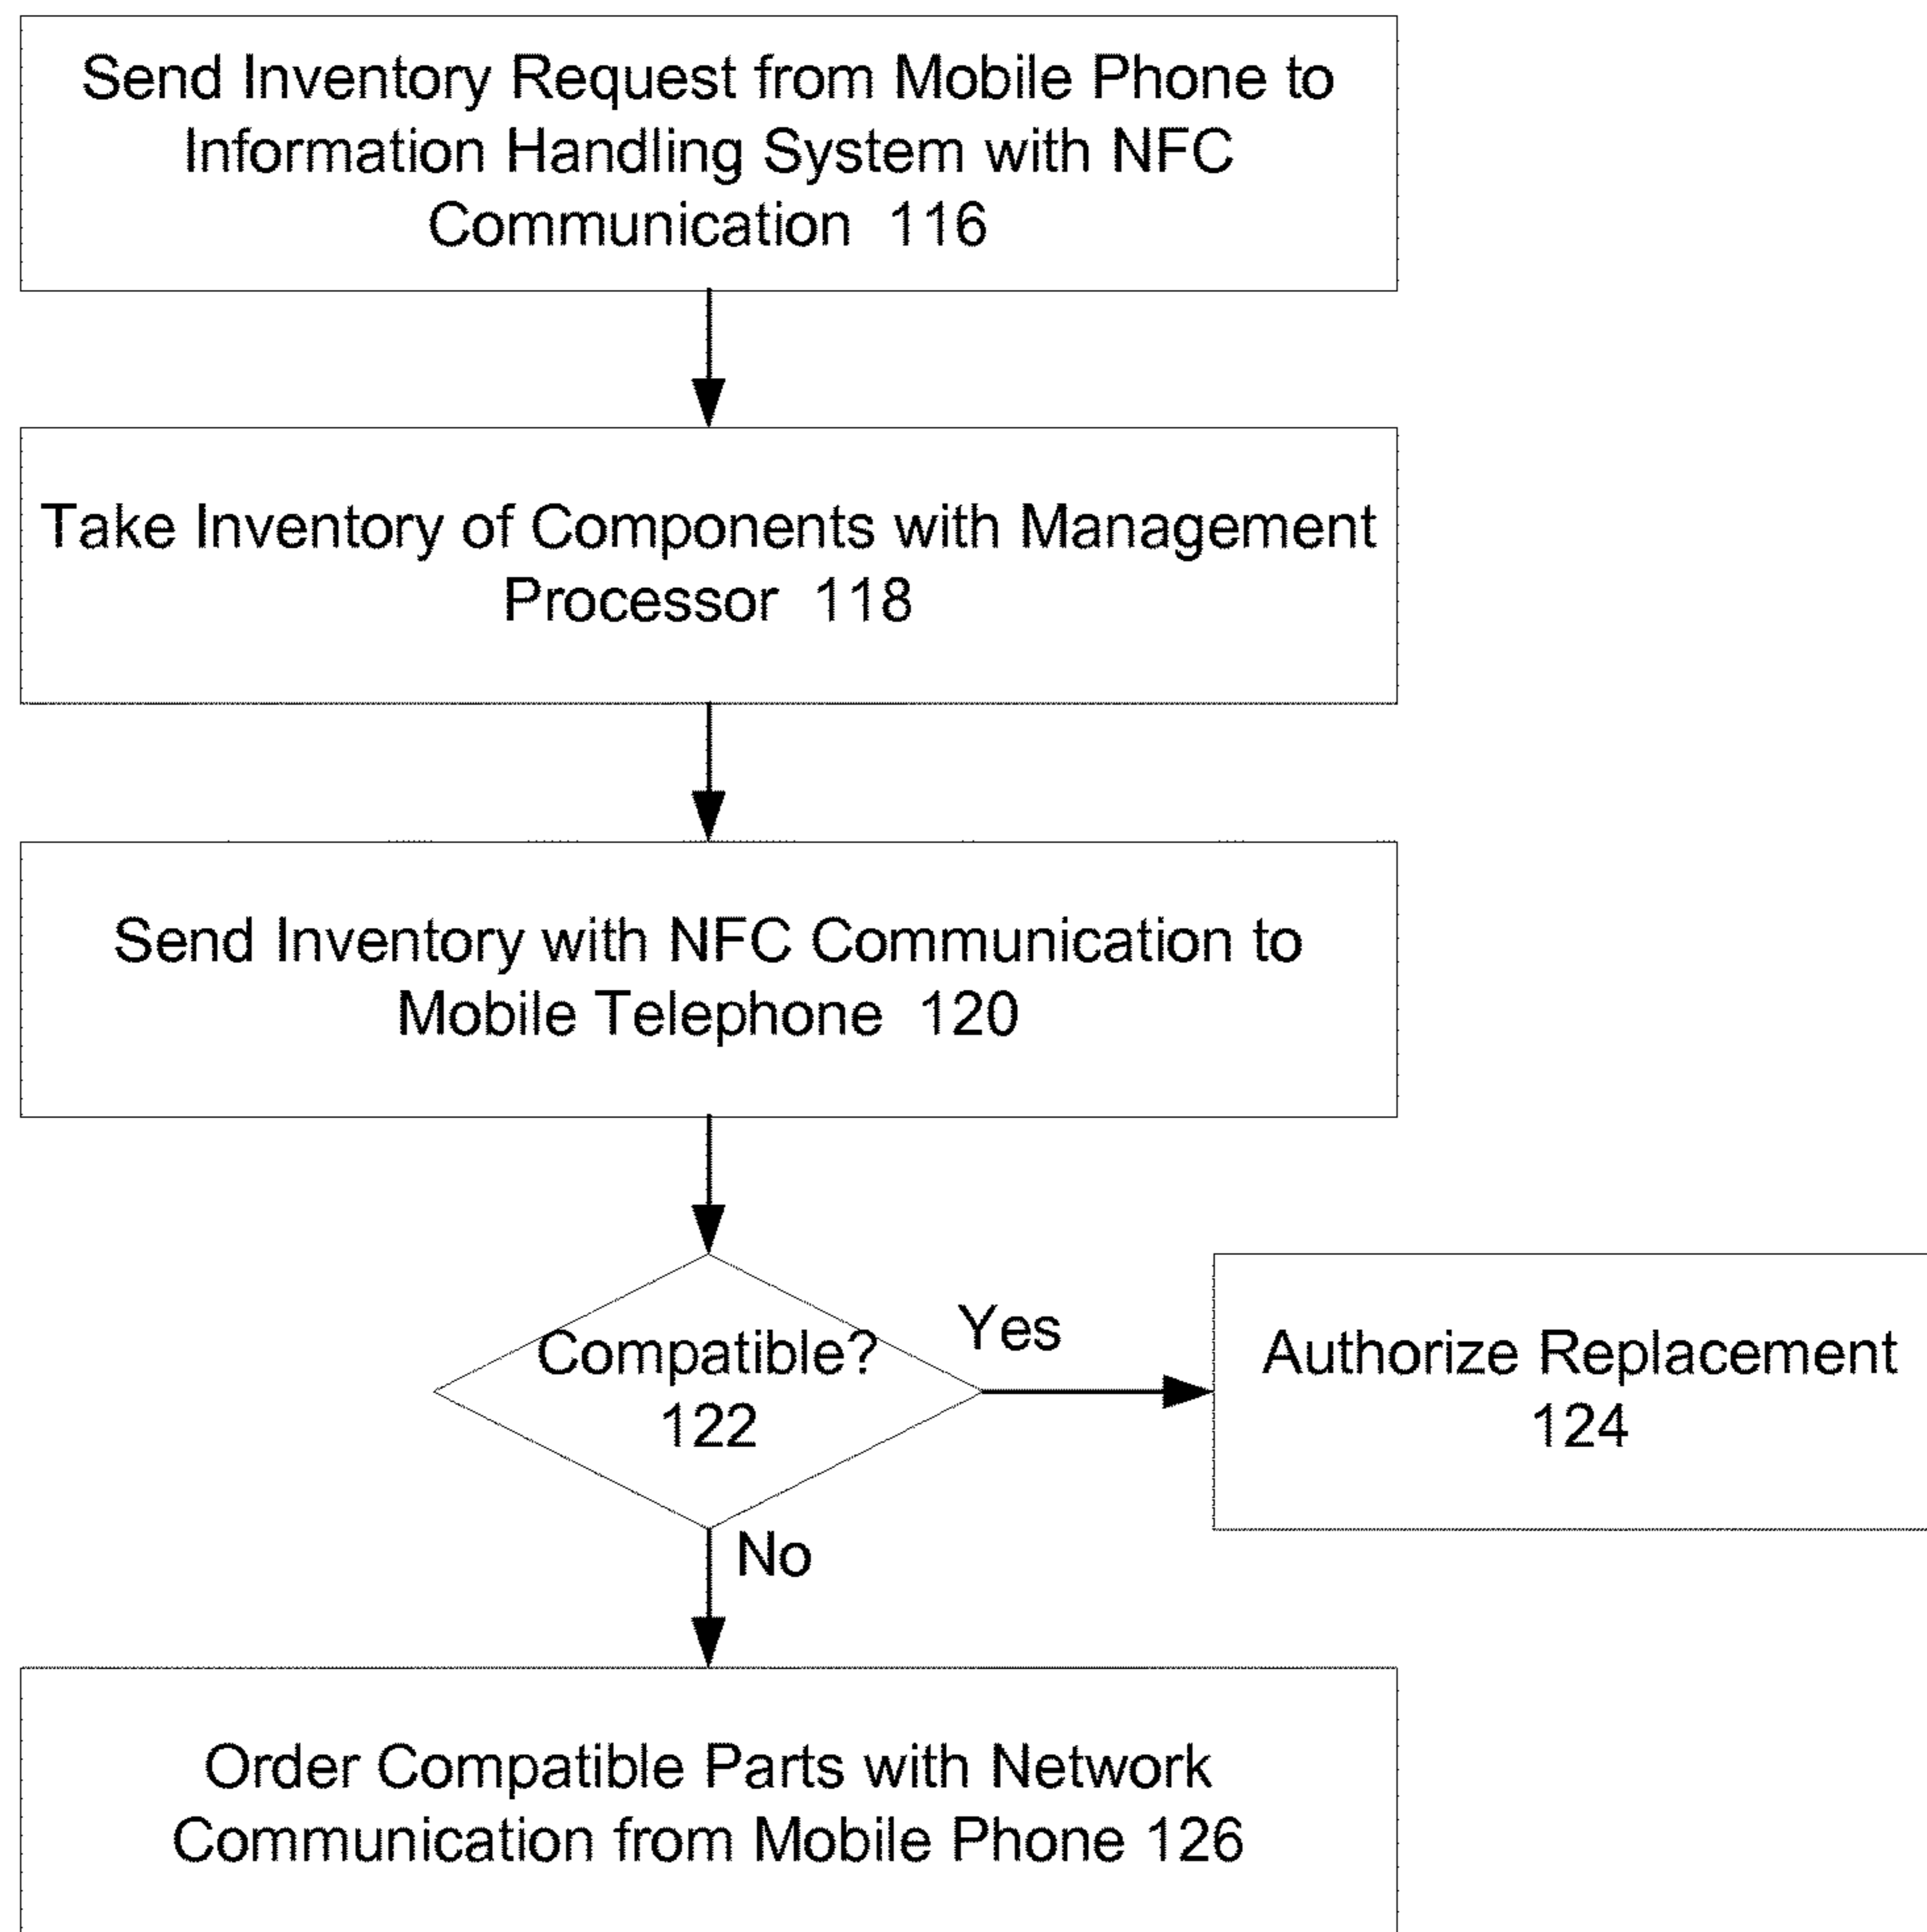 Send Inventory Request from Mobile Phone to
Information Handling System with NFC
Communication 116
Take Inventory of Components with Management
Processor 118
Send Inventory with NFC Communication to
Mobile Telephone 120
Compatible?
122
Yes
Authorize Replacement
124
No
Order Compatible Parts with Network
Communication from Mobile Phone 126